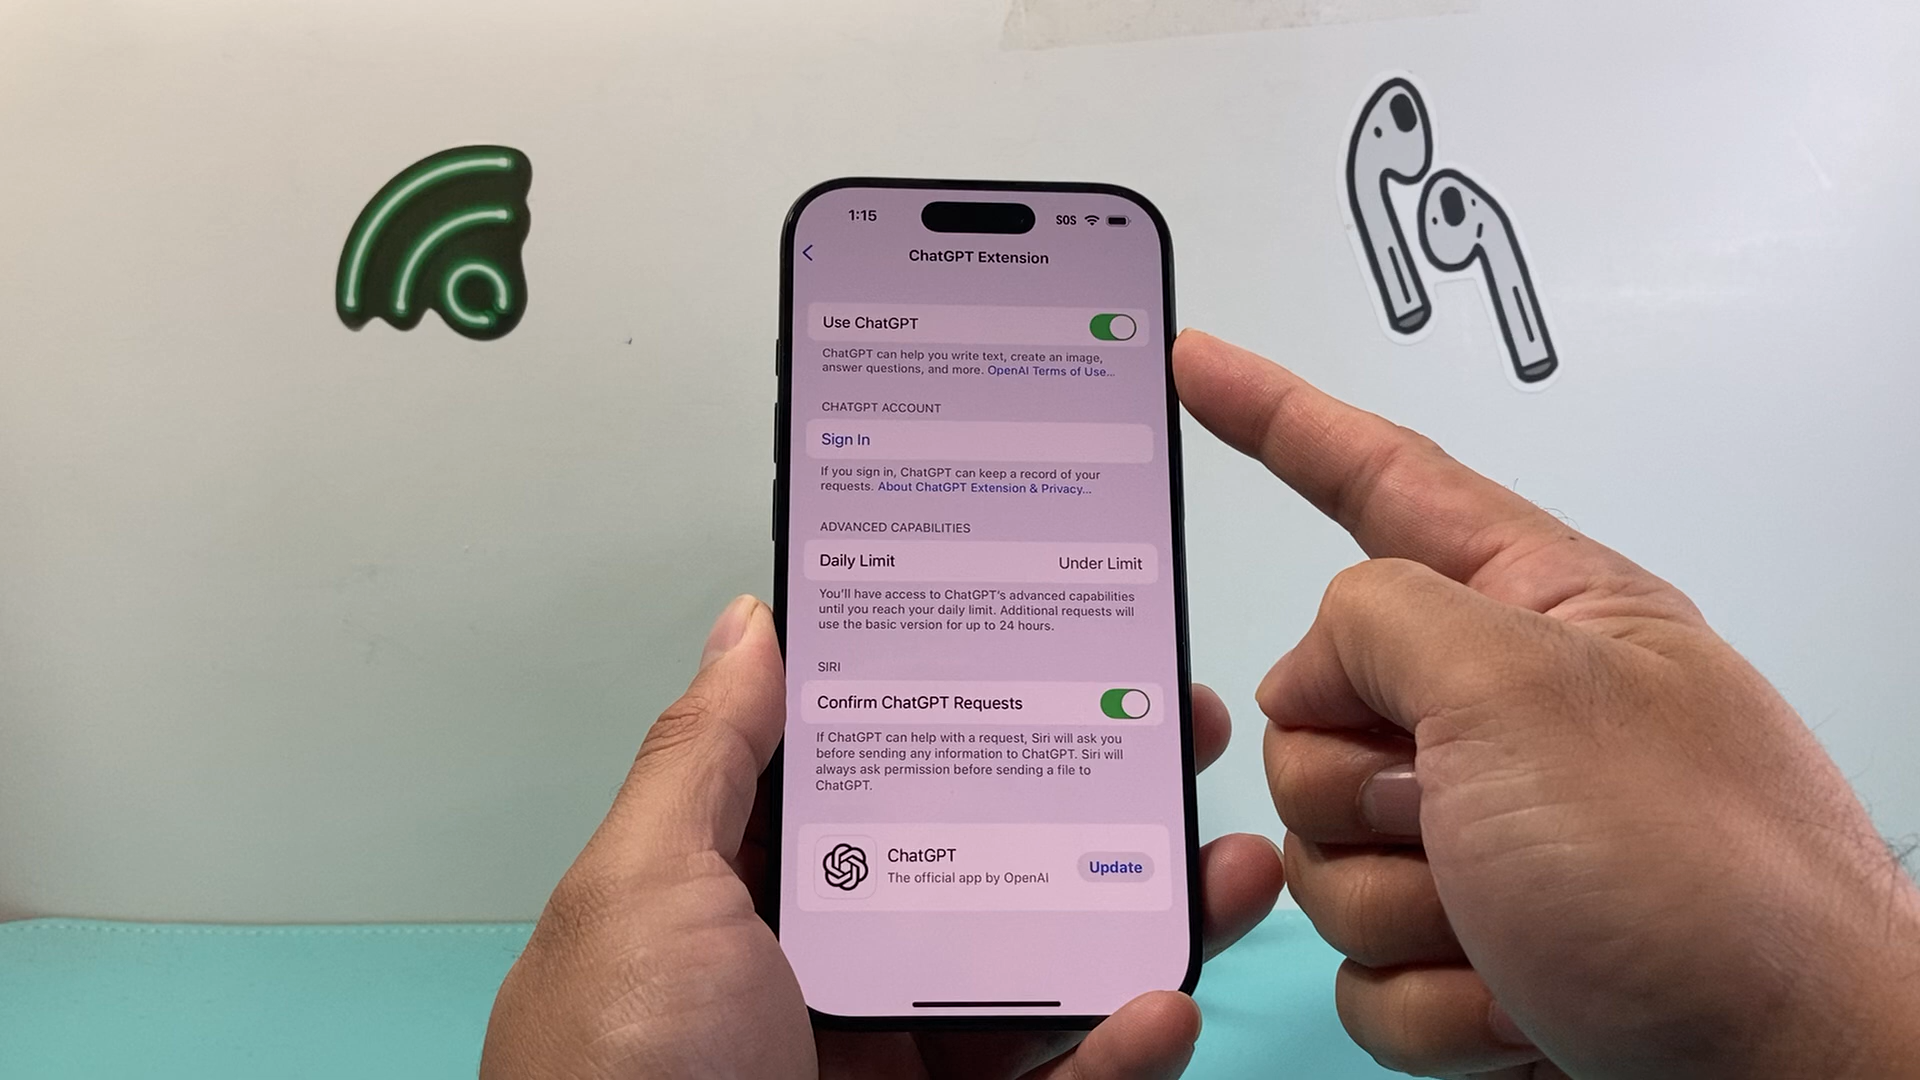 1:15
SOS
ChatGPT Extension
Use ChatGPT
ChatGPT can help you write text, create an image,
answer questions, and more. OpenAI Terms of Use...
CHATGPT ACCOUNT
Sign In
If you sign in, ChatGPT can keep a record of your
requests. About ChatGPT Extension & Privacy...
ADVANCED CAPABILITIES
Daily Limit Under Limit
You'll have access to ChatGPT's advanced capabilities
until you reach your daily limit. Additional requests will
use the basic version for up to 24 hours.
SIRI
Confirm ChatGPT Requests
If ChatGPT can help with a request, Siri will ask you
before sending any information to ChatGPT. Siri will
always ask permission before sending a file to
ChatGPT.
ChatGPT
The official app by OpenAI
Update